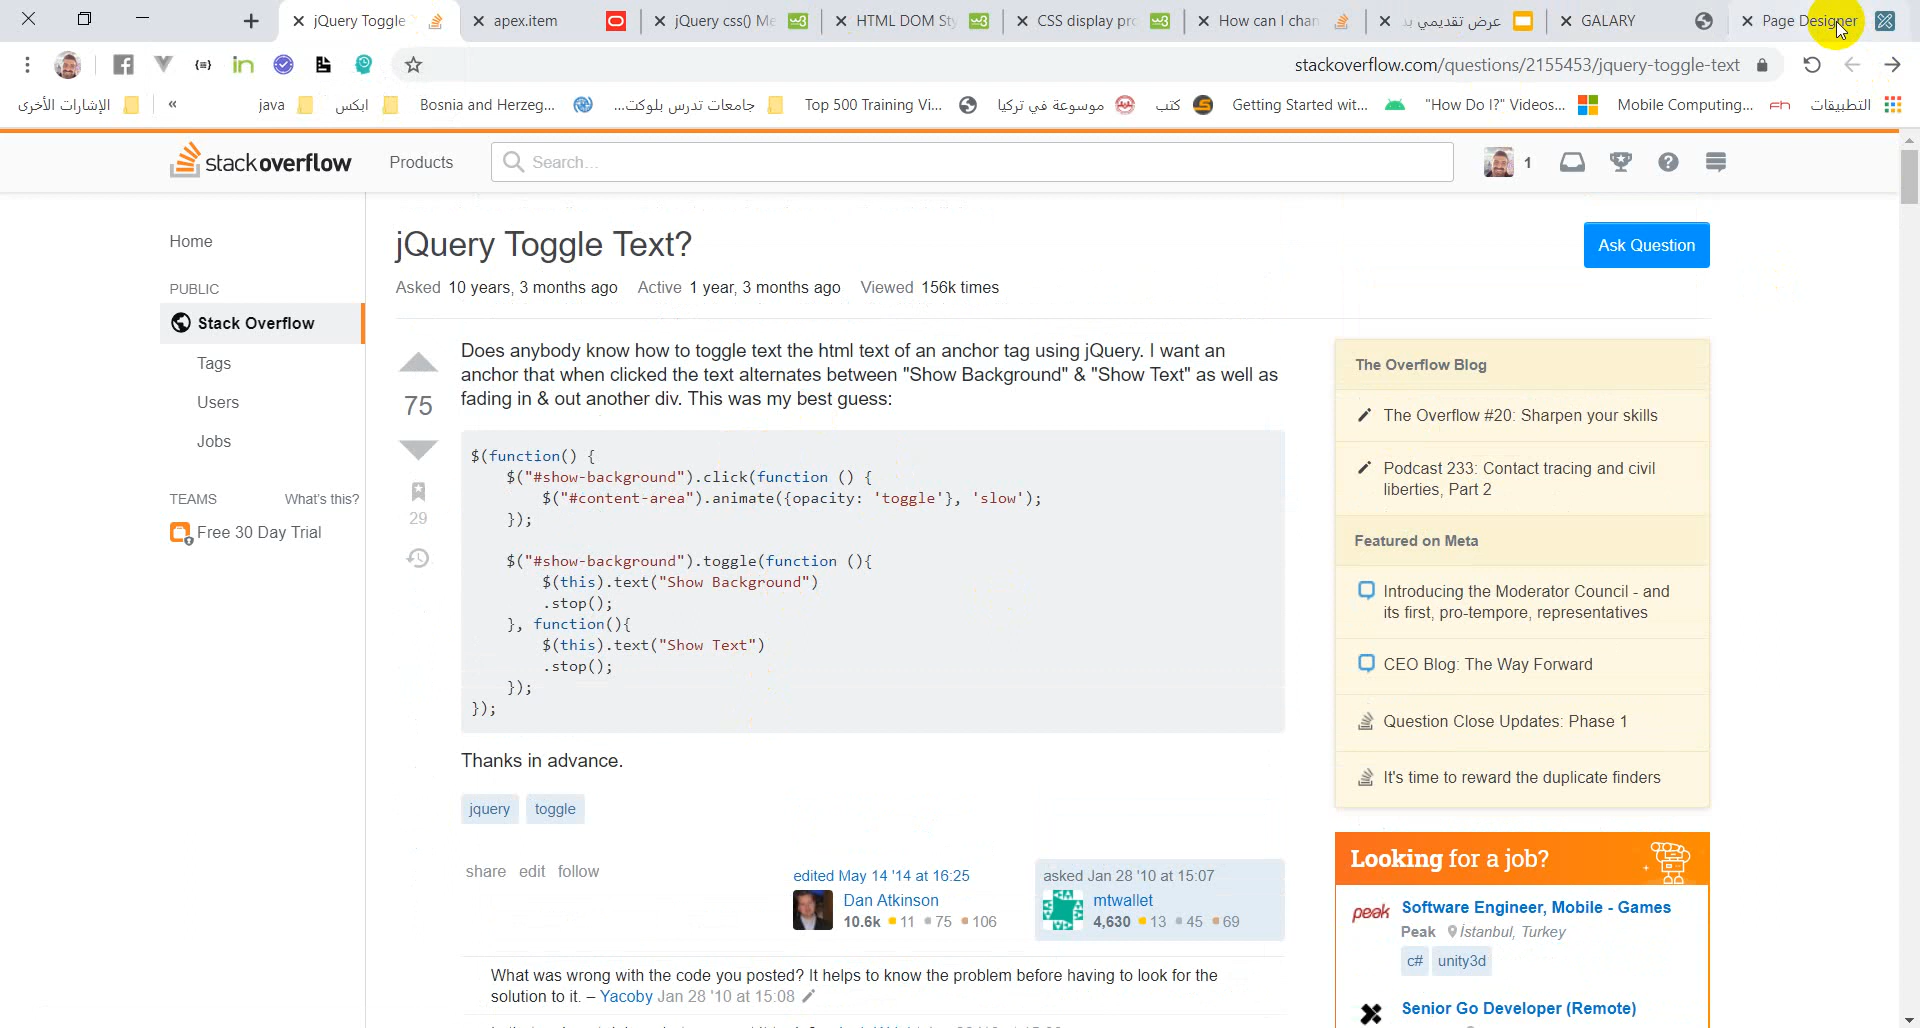 jQuery Toggle
apex.item
jQuery css() Me
HTML DOM St
CSS display pro
How can I chan
عرض تقديمي بد
GALARY
Page Designer
stackoverflow.com/questions/2155453/jquery-toggle-text
الإشارات الأخرى
«
java
ابكس
Bosnia and Herzeg...
جامعات تدرس بلوكت...
Top 500 Training Vi...
موسوعة في تركيا
كتب
Getting Started wit...
"How Do I?" Videos...
Mobile Computing...
التطبيقات
stackoverflow
Products
Search...
1
Home
PUBLIC
Stack Overflow
Tags
Users
Jobs
TEAMS What's this?
Free 30 Day Trial
jQuery Toggle Text?
Ask Question
Asked 10 years, 3 months ago Active 1 year, 3 months ago Viewed 156k times
75
29
Does anybody know how to toggle text the html text of an anchor tag using jQuery. I want an
anchor that when clicked the text alternates between "Show Background" & "Show Text" as well as
fading in & out another div. This was my best guess:
$(function() {
$("#show-background").click(function () {
$("#content-area").animate({opacity: 'toggle'}, 'slow');
});
$("#show-background").toggle(function (){
$(this).text("Show Background")
.stop();
}, function(){
$(this).text("Show Text")
.stop();
});
});
Thanks in advance.
jquery toggle
share edit follow
edited May 14 '14 at 16:25
Dan Atkinson
10.6k 11 75 106
asked Jan 28 '10 at 15:07
mtwallet
4,630 13 45 69
What was wrong with the code you posted? It helps to know the problem before having to look for the
solution to it. – Yacoby Jan 28 '10 at 15:08
The Overflow Blog
The Overflow #20: Sharpen your skills
Podcast 233: Contact tracing and civil
liberties, Part 2
Featured on Meta
Introducing the Moderator Council - and
its first, pro-tempore, representatives
CEO Blog: The Way Forward
Question Close Updates: Phase 1
It's time to reward the duplicate finders
Looking for a job?
peak
Software Engineer, Mobile - Games
Peak İstanbul, Turkey
c# unity3d
Senior Go Developer (Remote)